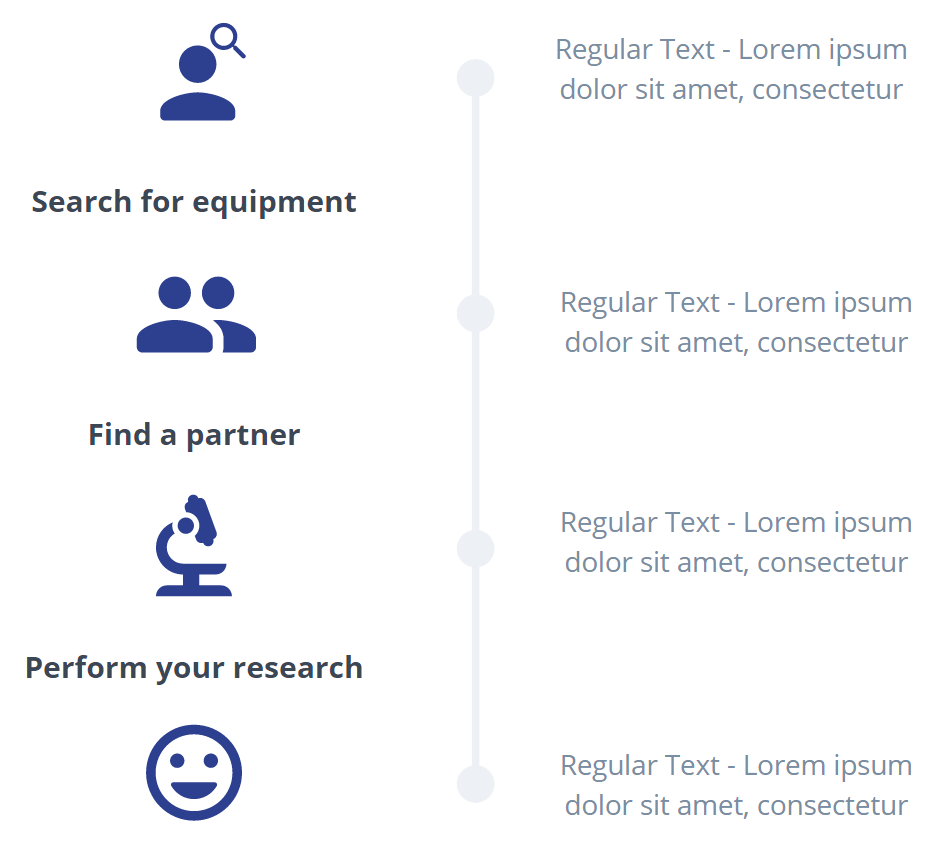 Regular Text - Lorem ipsum
dolor sit amet, consectetur
Search for equipment
Regular Text - Lorem ipsum
dolor sit amet, consectetur
Find a partner
Regular Text - Lorem ipsum
dolor sit amet, consectetur
Perform your research
Regular Text - Lorem ipsum
dolor sit amet, consectetur